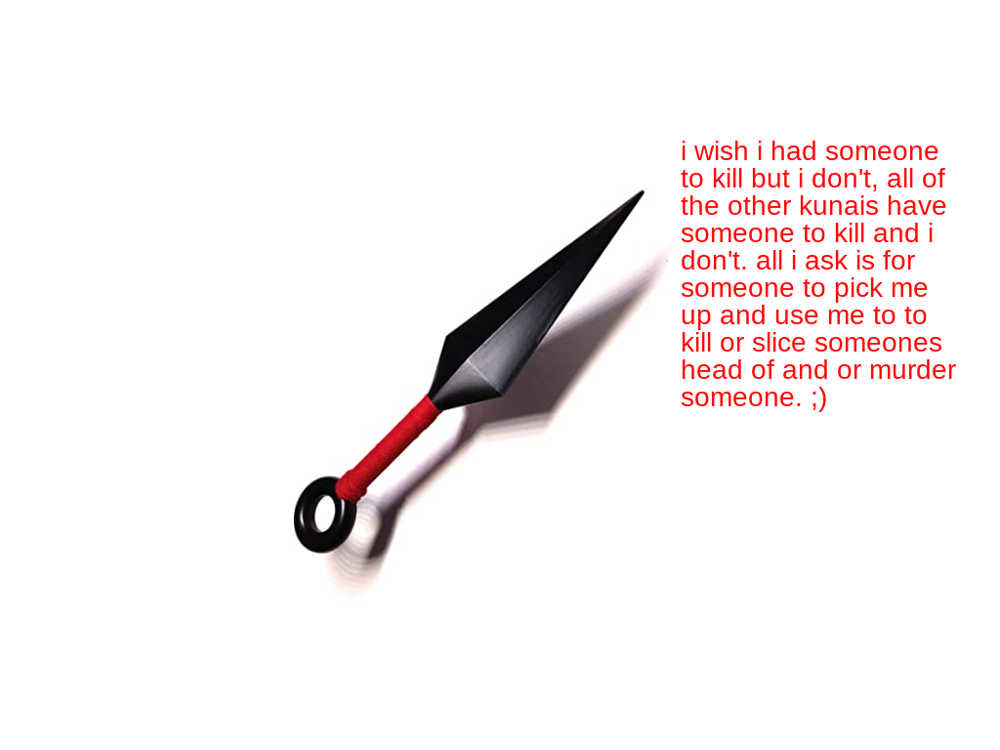 i wish i had someone
to kill but i don't, all of
the other kunais have
someone to kill and i
don't. all i ask is for
someone to pick me
up and use me to to
kill or slice someones
head of and or murder
someone. ;)